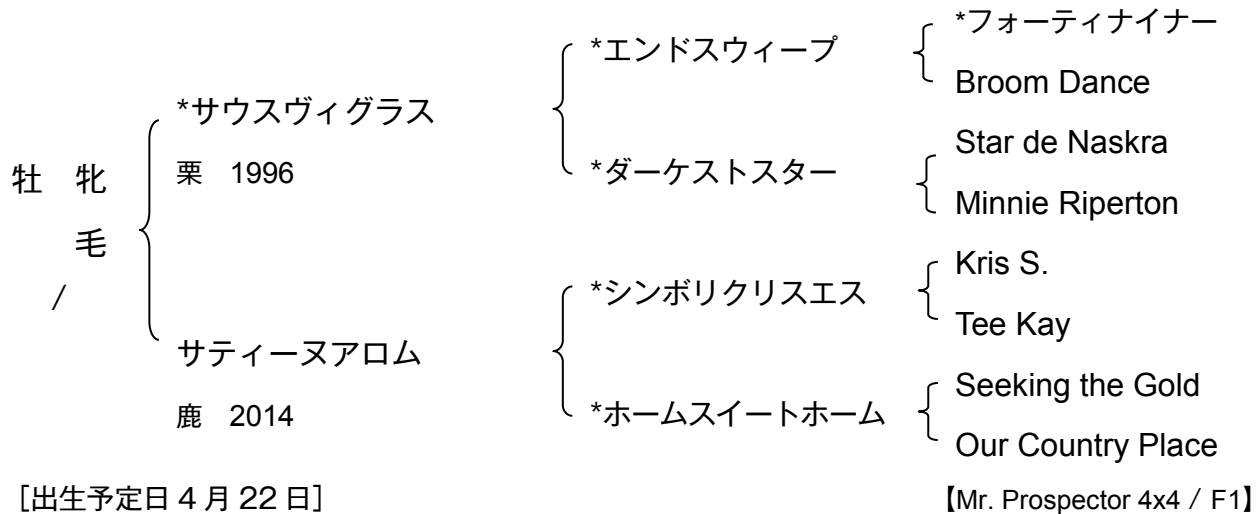 *フォーティナイナー
*エンドスウィープ
Broom Dance
*サウスヴィグラス
Star de Naskra
栗 1996
*ダーケストスター
牡 牝
Minnie Riperton
毛
Kris S.
/
*シンボリクリスエス
Tee Kay
サティーヌアロム
Seeking the Gold
鹿 2014
*ホームスイートホーム
Our Country Place
［出生予定日 4 月 22 日］
【Mr. Prospector 4x4 / F1】